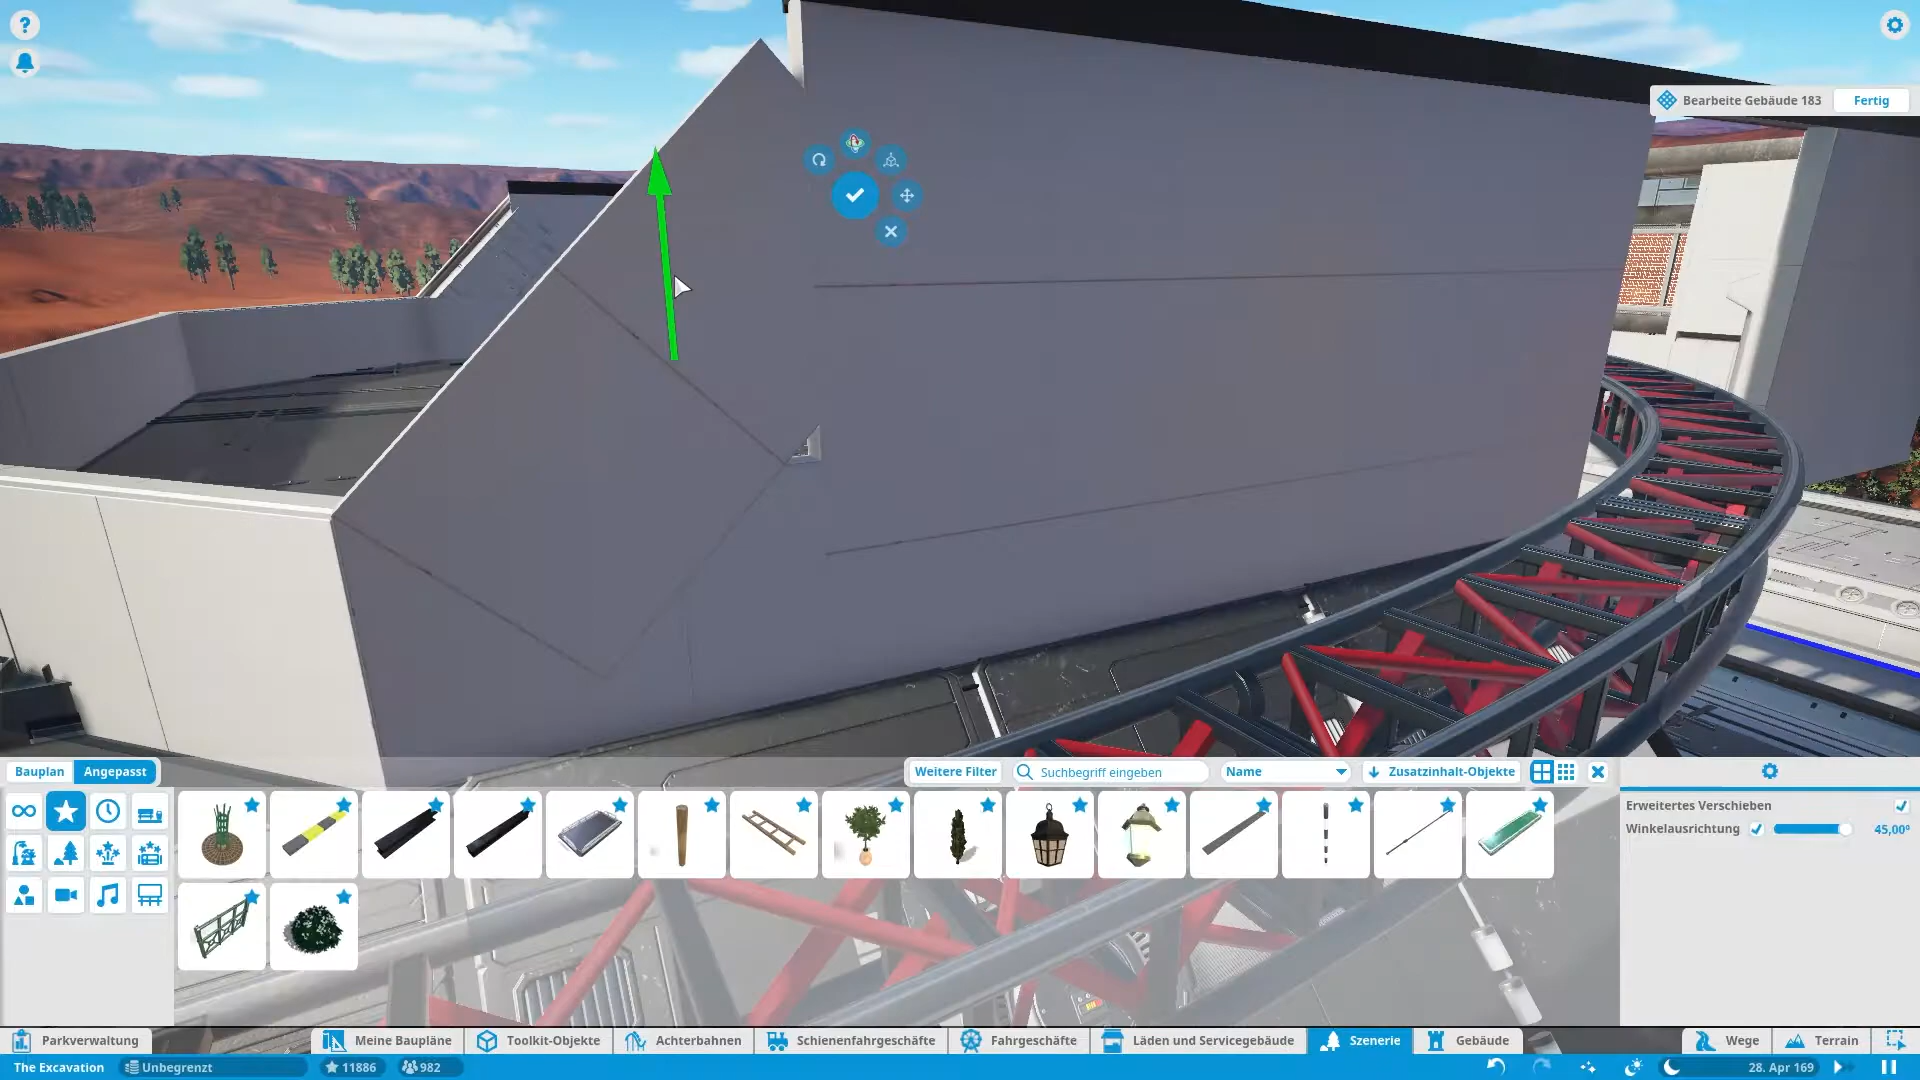 ?
Bearbeite Gebäude 183
Fertig
Bauplan
Angepasst
Weitere Filter
Suchbegriff eingeben
Name
Zusatzinhalt-Objekte
Erweitertes Verschieben
Winkelausrichtung
45,00°
Parkverwaltung
Meine Baupläne
Toolkit-Objekte
Achterbahnen
Schienenfahrgeschäfte
Fahrgeschäfte
Läden und Servicegebäude
Szenerie
Gebäude
Wege
Terrain
The Excavation
Unbegrenzt
11886
982
28. Apr 169